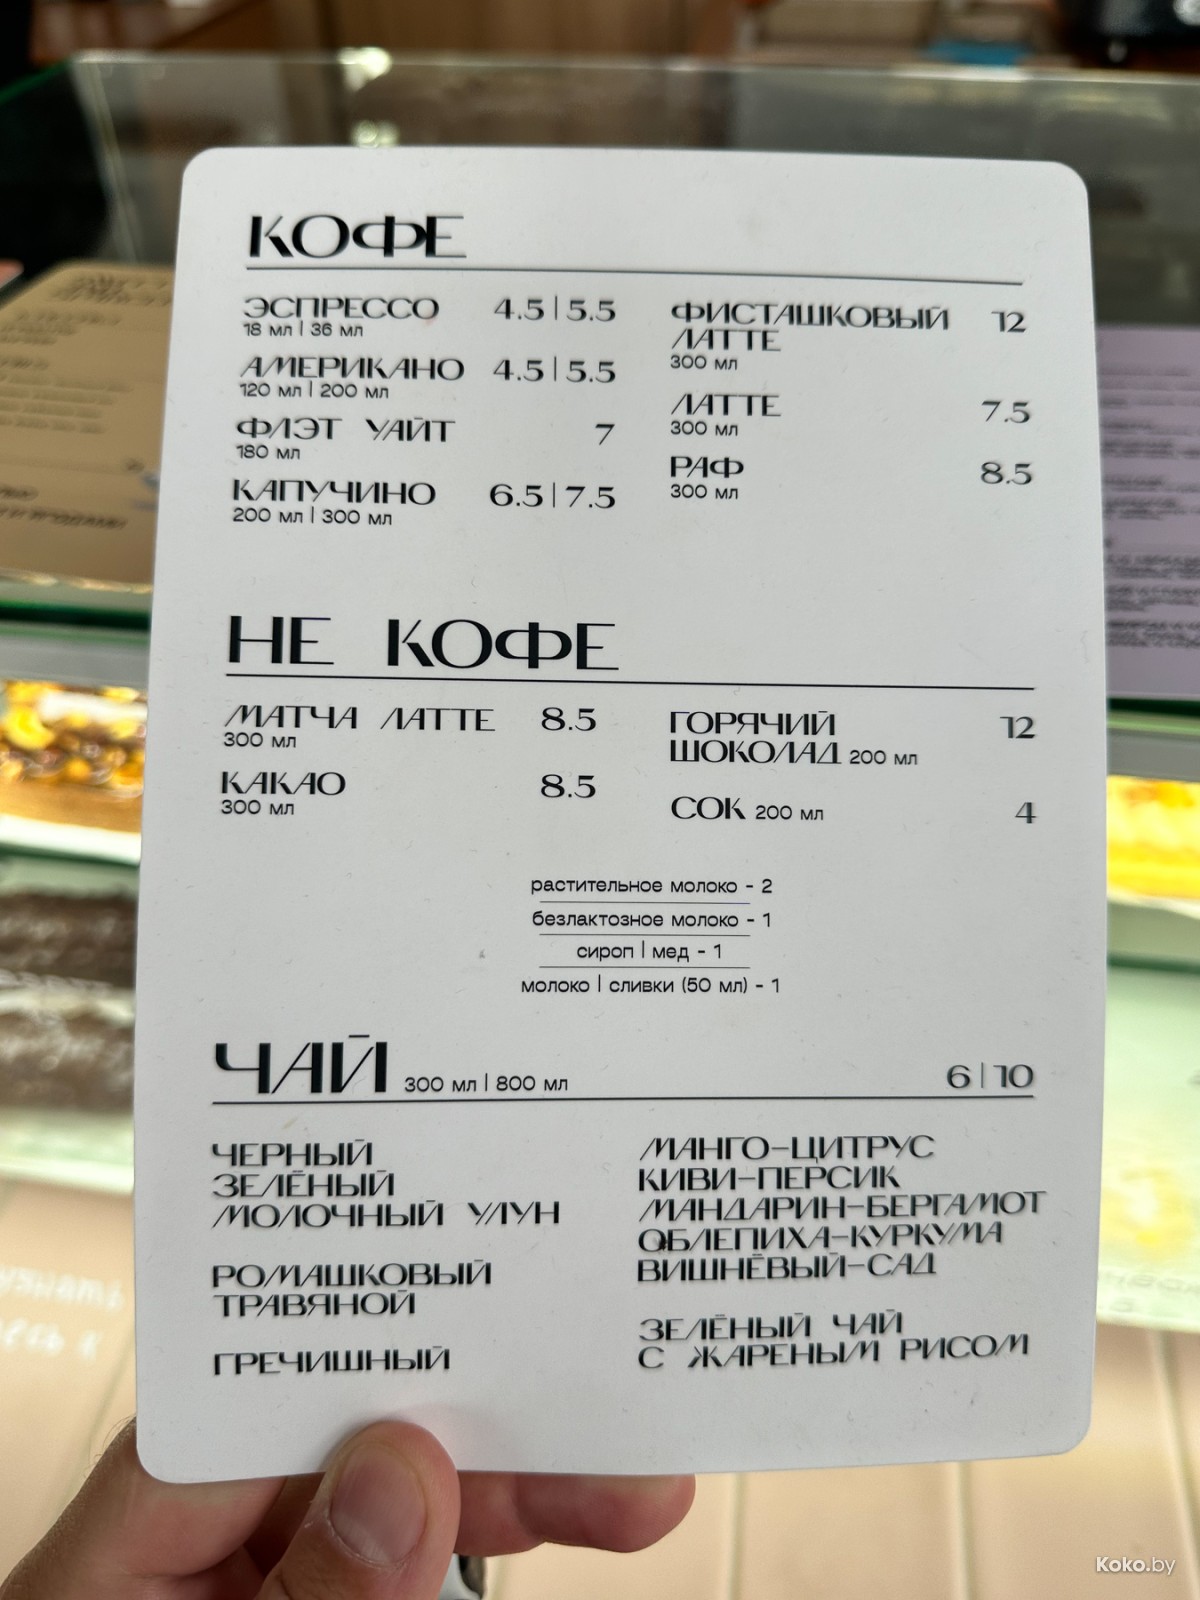 КОФЕ
ЭСПРЕССО 4.5 | 5.5
18 мл | 36 мл
АМЕРИКАНО 4.5 | 5.5
120 мл | 200 мл
ФЛЭТ УАЙТ 7
180 мл
КАПУЧИНО 6.5 | 7.5
200 мл | 300 мл
ФИСТАШКОВЫЙ 12
ЛАТТЕ
300 мл
ЛАТТЕ 7.5
300 мл
РАФ 8.5
300 мл
НЕ КОФЕ
МАТЧА ЛАТТЕ 8.5
300 мл
КАКАО 8.5
300 мл
ГОРЯЧИЙ 12
ШОКОЛАД 200 мл
СОК 200 мл 4
растительное молоко - 2
безлактозное молоко - 1
сироп | мед - 1
молоко | сливки (50 мл) - 1
ЧАЙ 300 мл | 800 мл 6 | 10
ЧЕРНЫЙ
ЗЕЛЁНЫЙ
МОЛОЧНЫЙ УЛУН
РОМАШКОВЫЙ
ТРАВЯНОЙ
ГРЕЧИШНЫЙ
МАНГО-ЦИТРУС
КИВИ-ПЕРСИК
МАНДАРИН-БЕРГАМОТ
ОБЛЕПИХА-КУРКУМА
ВИШНЁВЫЙ-САД
ЗЕЛЁНЫЙ ЧАЙ
С ЖАРЕНЫМ РИСОМ
Koko.by